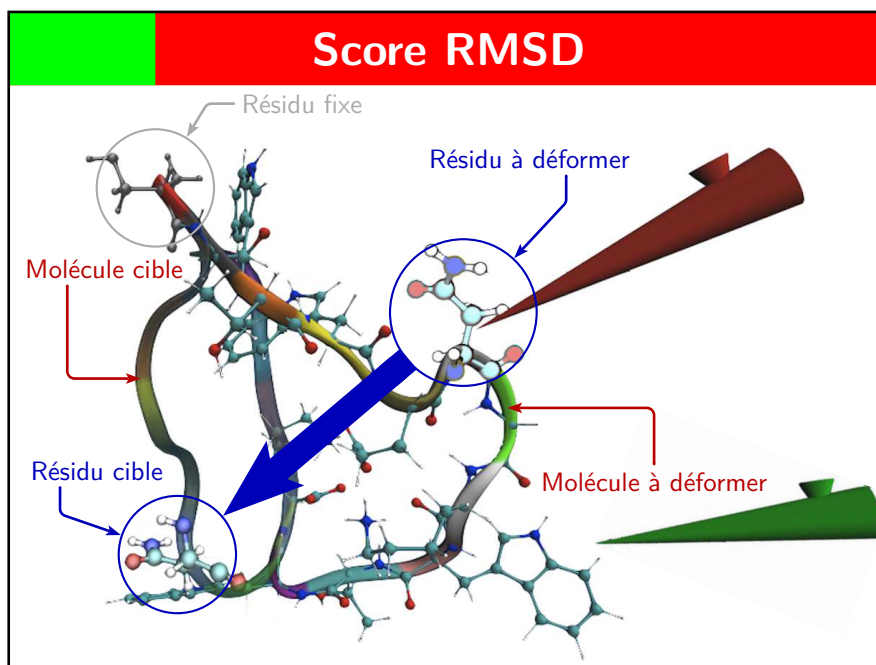 Score RMSD
Résidu fixe
Résidu à déformer
Molécule cible
Résidu cible
Molécule à déformer